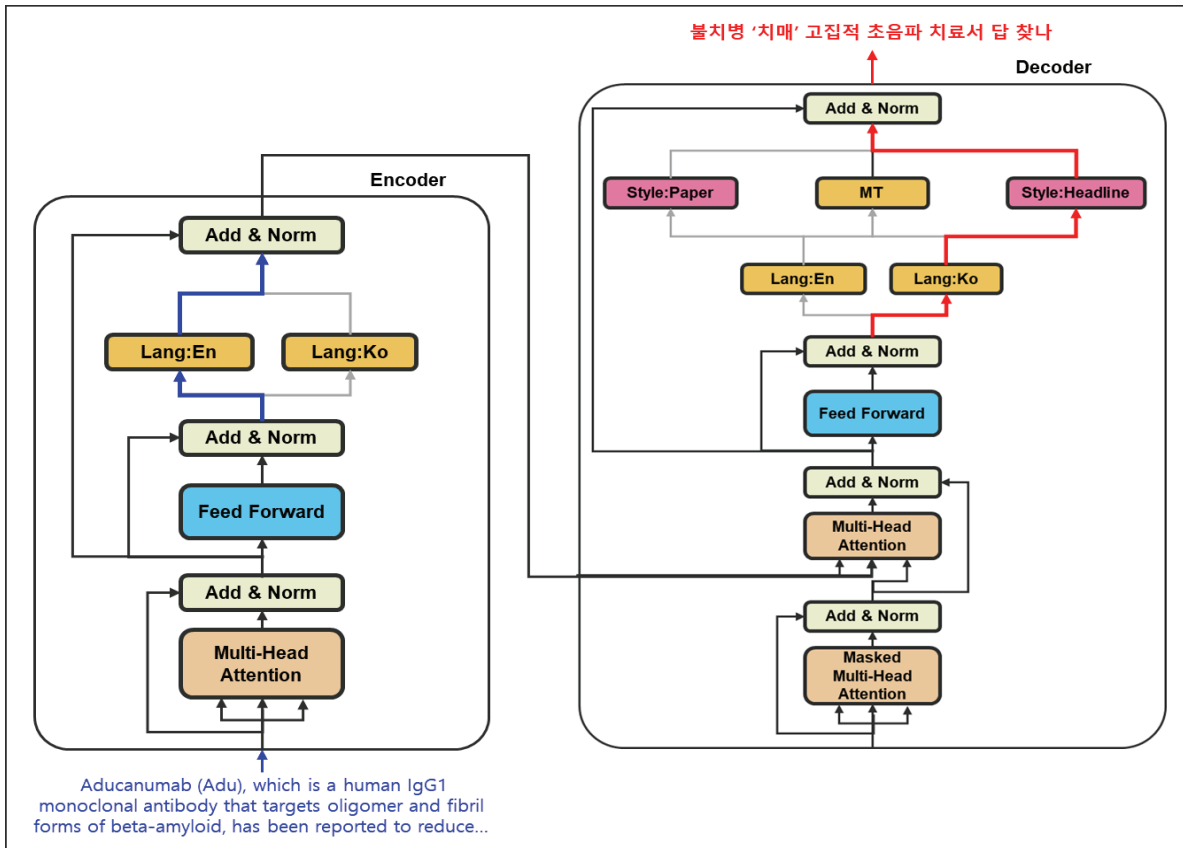 불치병 ‘치매’ 고집적 초음파 치료서 답 찾나
Decoder
Add & Norm
Style:Paper
MT
Style:Headline
Lang:En
Lang:Ko
Add & Norm
Feed Forward
Add & Norm
Multi-Head
Attention
Add & Norm
Masked
Multi-Head
Attention
Encoder
Add & Norm
Lang:En
Lang:Ko
Add & Norm
Feed Forward
Add & Norm
Multi-Head
Attention
Aducanumab (Adu), which is a human IgG1
monoclonal antibody that targets oligomer and fibril
forms of beta-amyloid, has been reported to reduce...